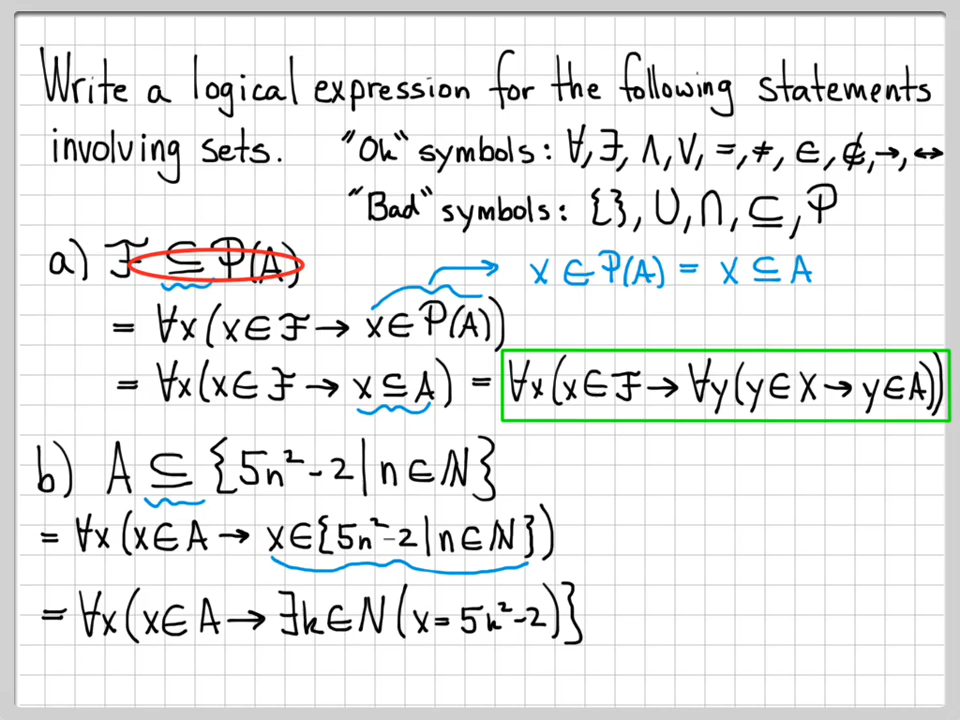 Write a logical expression for the following statements
involving sets. "Ok" symbols: ∀, ∃, ∧, ∨, =, ≠, ∈, ∉, →, ↔
"Bad" symbols: {}, ∪, ∩, ⊆, 𝒫
a) ℱ ⊆ 𝒫(A)
x ∈ 𝒫(A) = x ⊆ A
= ∀x(x ∈ ℱ → x ∈ 𝒫(A))
= ∀x(x ∈ ℱ → x ⊆ A) = ∀x(x ∈ ℱ → ∀y(y ∈ x → y ∈ A))
b) A ⊆ {5n² - 2 | n ∈ ℕ}
= ∀x(x ∈ A → x ∈ {5n² - 2 | n ∈ ℕ})
= ∀x(x ∈ A → ∃k ∈ ℕ (x = 5k² - 2)}